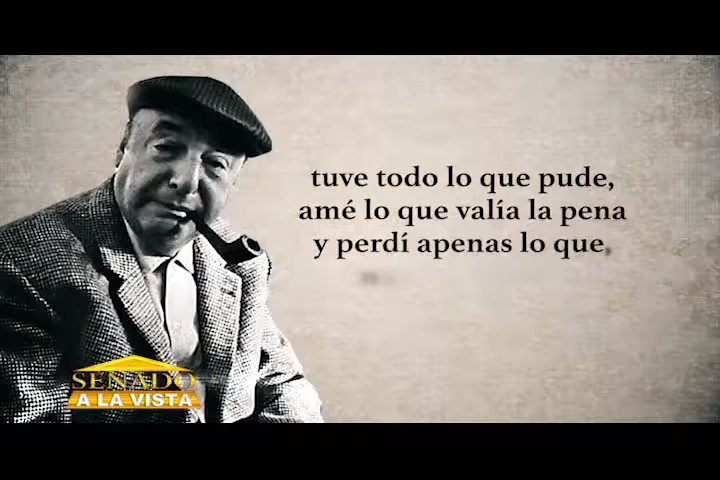 tuve todo lo que pude,
amé lo que valía la pena
y perdí apenas lo que
SENADO
A LA VISTA